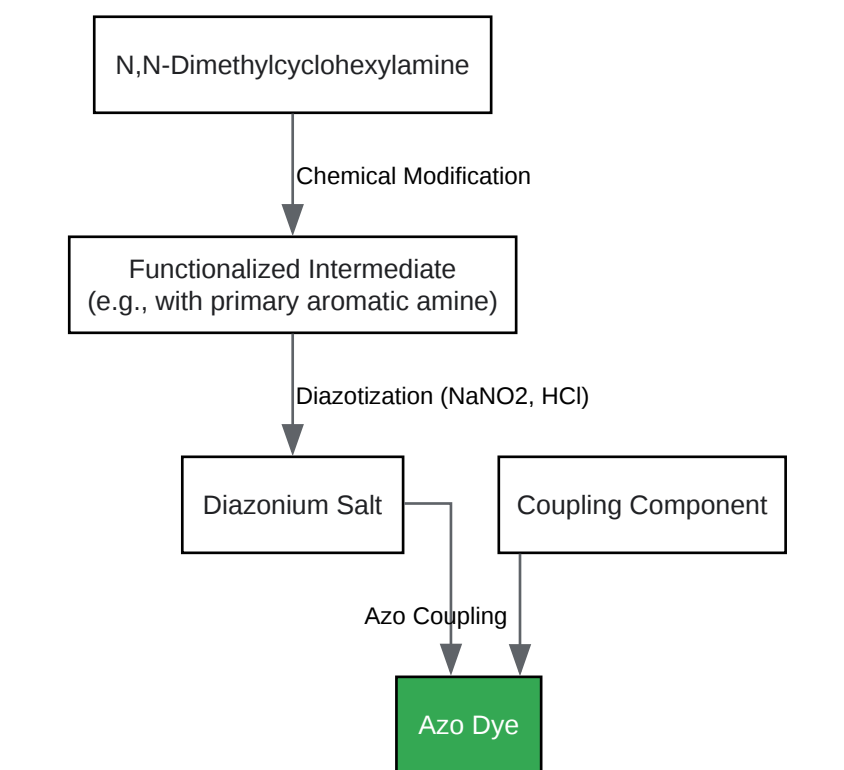 N,N-Dimethylcyclohexylamine
Chemical Modification
Functionalized Intermediate
(e.g., with primary aromatic amine)
Diazotization (NaNO2, HCl)
Diazonium Salt
Coupling Component
Azo Coupling
Azo Dye